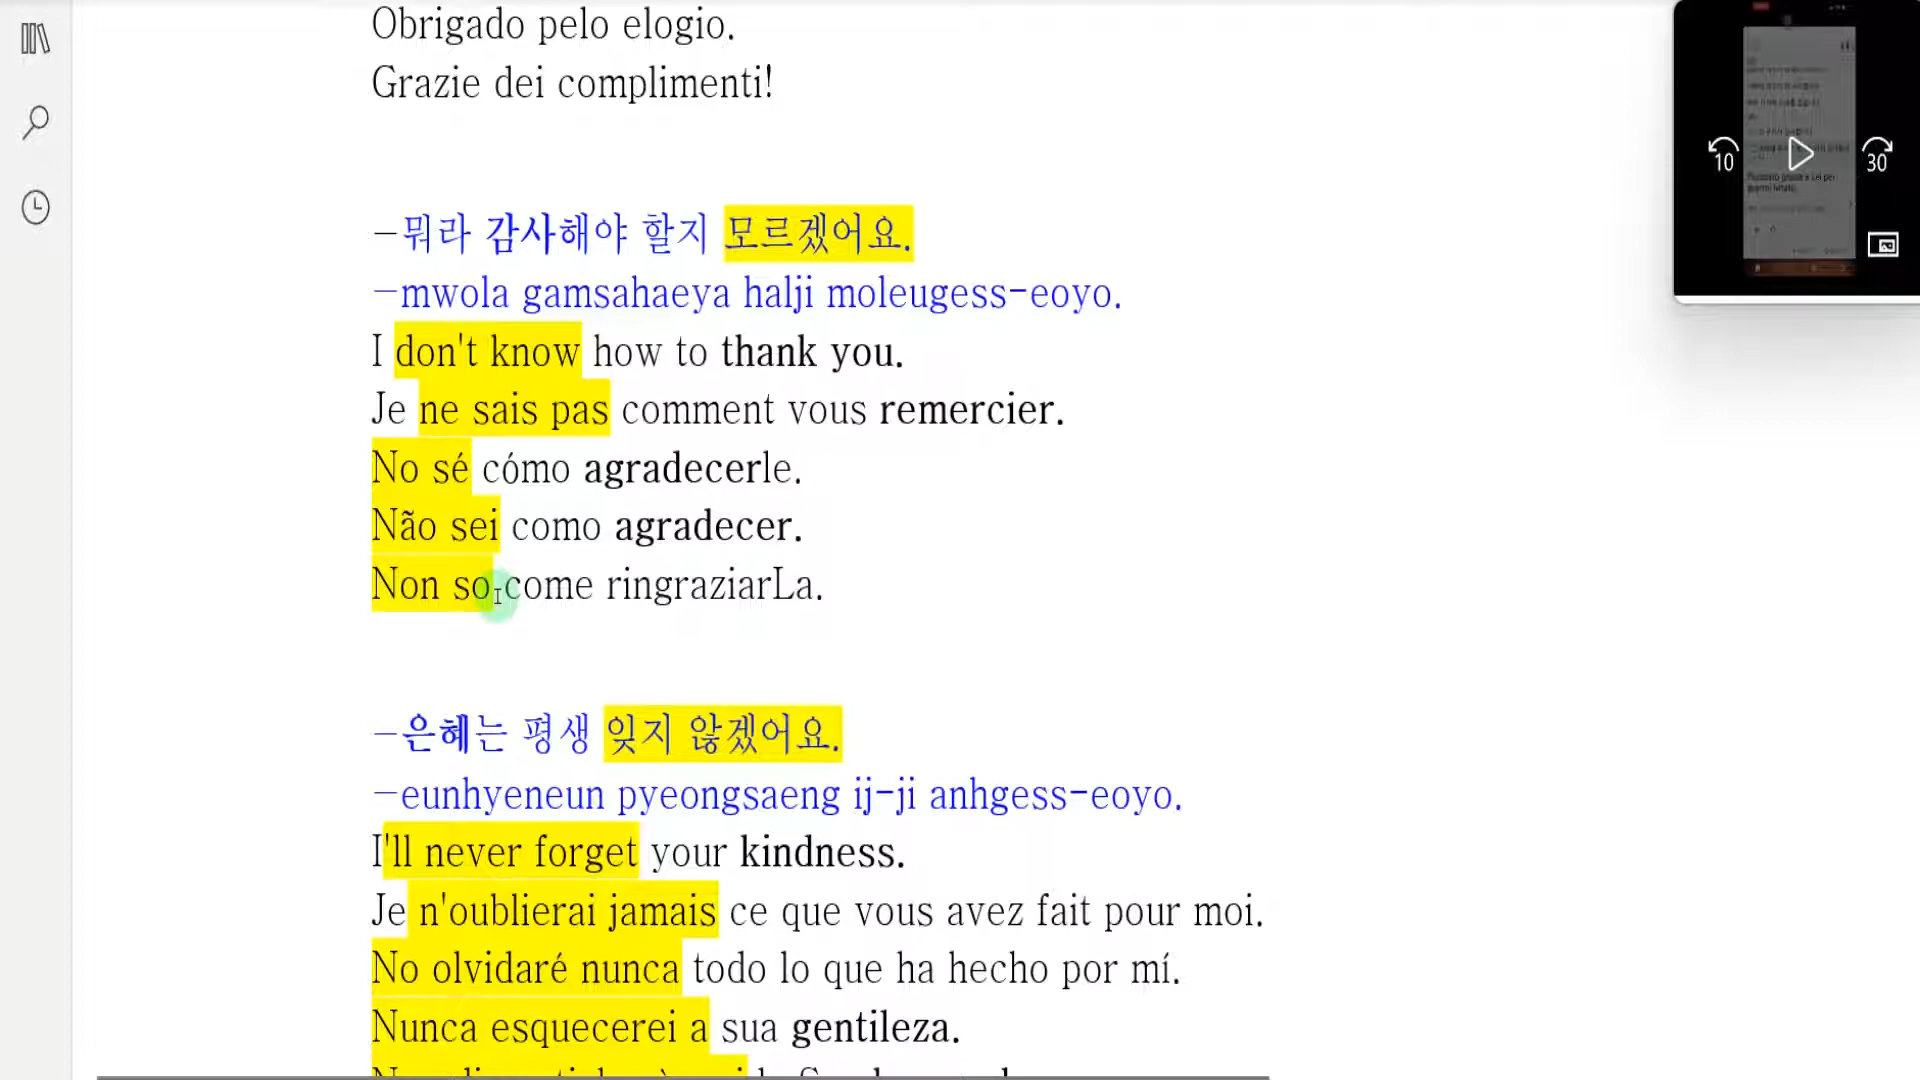 Obrigado pelo elogio.
Grazie dei complimenti!
-뭐라 감사해야 할지 모르겠어요.
-mwola gamsahaeya halji moleugess-eoyo.
I don't know how to thank you.
Je ne sais pas comment vous remercier.
No sé cómo agradecerle.
Não sei como agradecer.
Non so come ringraziarLa.
-은혜는 평생 잊지 않겠어요.
-eunhyeneun pyeongsaeng ij-ji anhgess-eoyo.
I'll never forget your kindness.
Je n'oublierai jamais ce que vous avez fait pour moi.
No olvidaré nunca todo lo que ha hecho por mí.
Nunca esquecerei a sua gentileza.
10
30